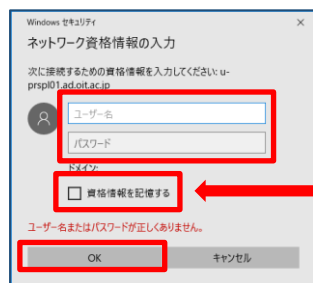 Windows セキュリティ
ネットワーク資格情報の入力
次に接続するための資格情報を入力してください: u-
prspl01.ad.oit.ac.jp
ユーザー名
パスワード
ドメイン:
資格情報を記憶する
ユーザー名またはパスワードが正しくありません。
OK
キャンセル